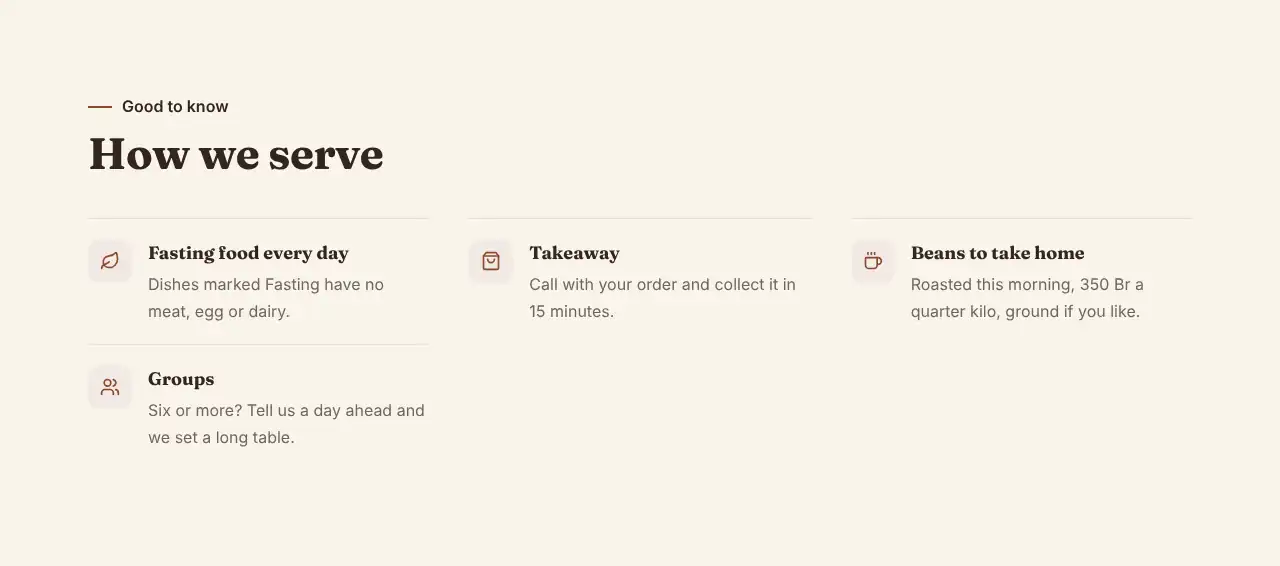 Good to know
How we serve
Fasting food every day
Dishes marked Fasting have no
meat, egg or dairy.
Takeaway
Call with your order and collect it in
15 minutes.
Beans to take home
Roasted this morning, 350 Br a
quarter kilo, ground if you like.
Groups
Six or more? Tell us a day ahead and
we set a long table.